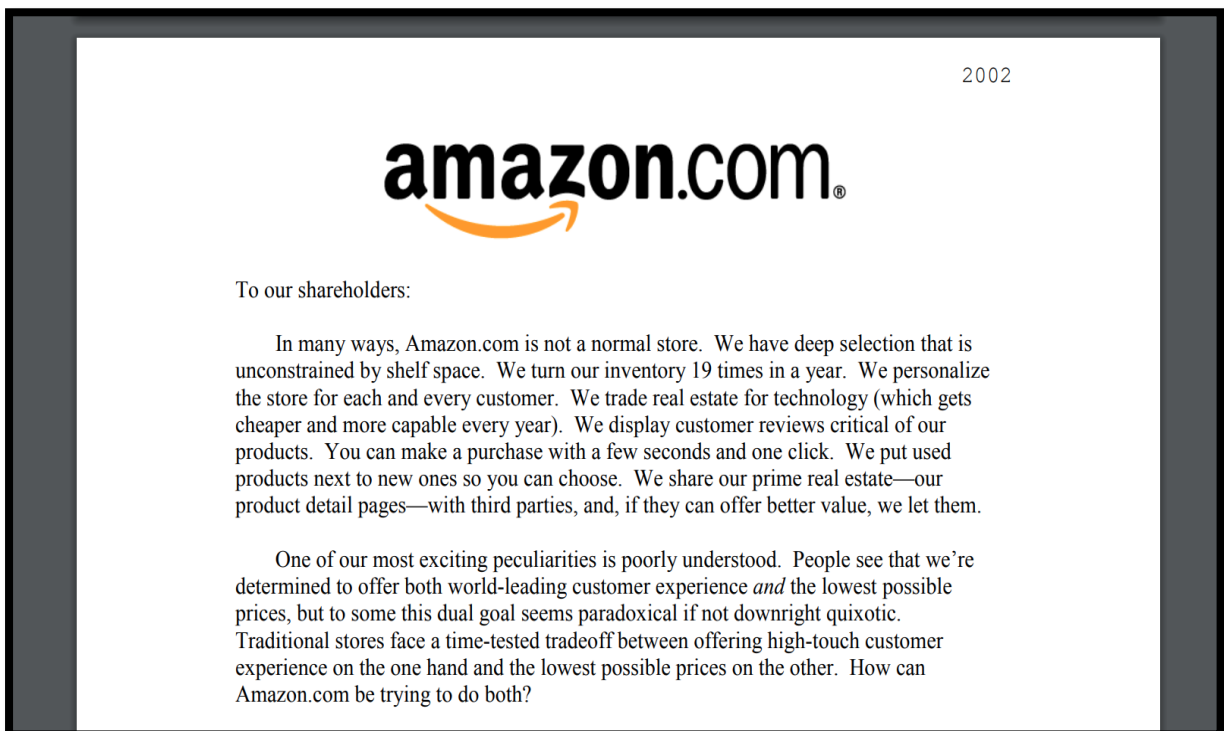 2002
amazon.com®
To our shareholders:
In many ways, Amazon.com is not a normal store.  We have deep selection that is
unconstrained by shelf space.  We turn our inventory 19 times in a year.  We personalize
the store for each and every customer.  We trade real estate for technology (which gets
cheaper and more capable every year).  We display customer reviews critical of our
products.  You can make a purchase with a few seconds and one click.  We put used
products next to new ones so you can choose.  We share our prime real estate—our
product detail pages—with third parties, and, if they can offer better value, we let them.
One of our most exciting peculiarities is poorly understood.  People see that we’re
determined to offer both world-leading customer experience and the lowest possible
prices, but to some this dual goal seems paradoxical if not downright quixotic.
Traditional stores face a time-tested tradeoff between offering high-touch customer
experience on the one hand and the lowest possible prices on the other.  How can
Amazon.com be trying to do both?